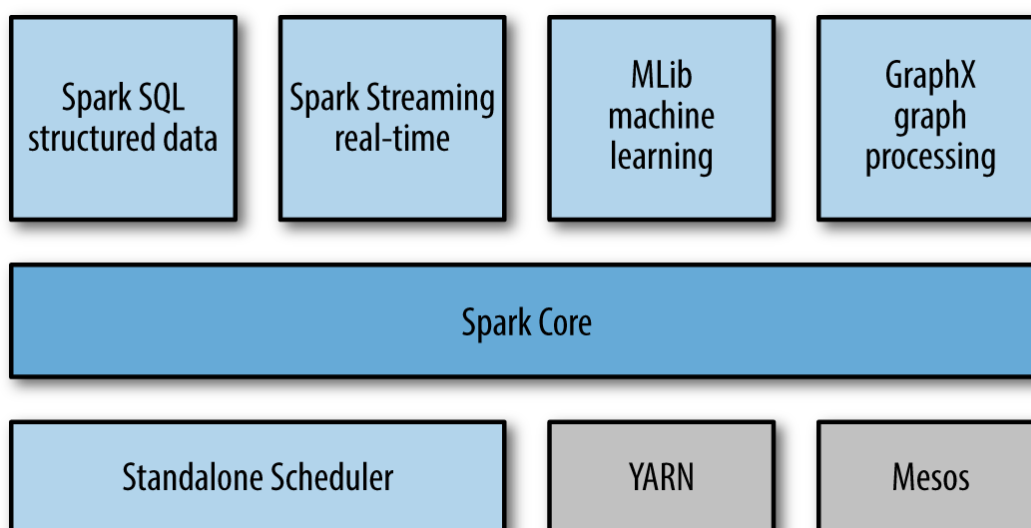 Spark SQL
structured data
Spark Streaming
real-time
MLib
machine
learning
GraphX
graph
processing
Spark Core
Standalone Scheduler
YARN
Mesos